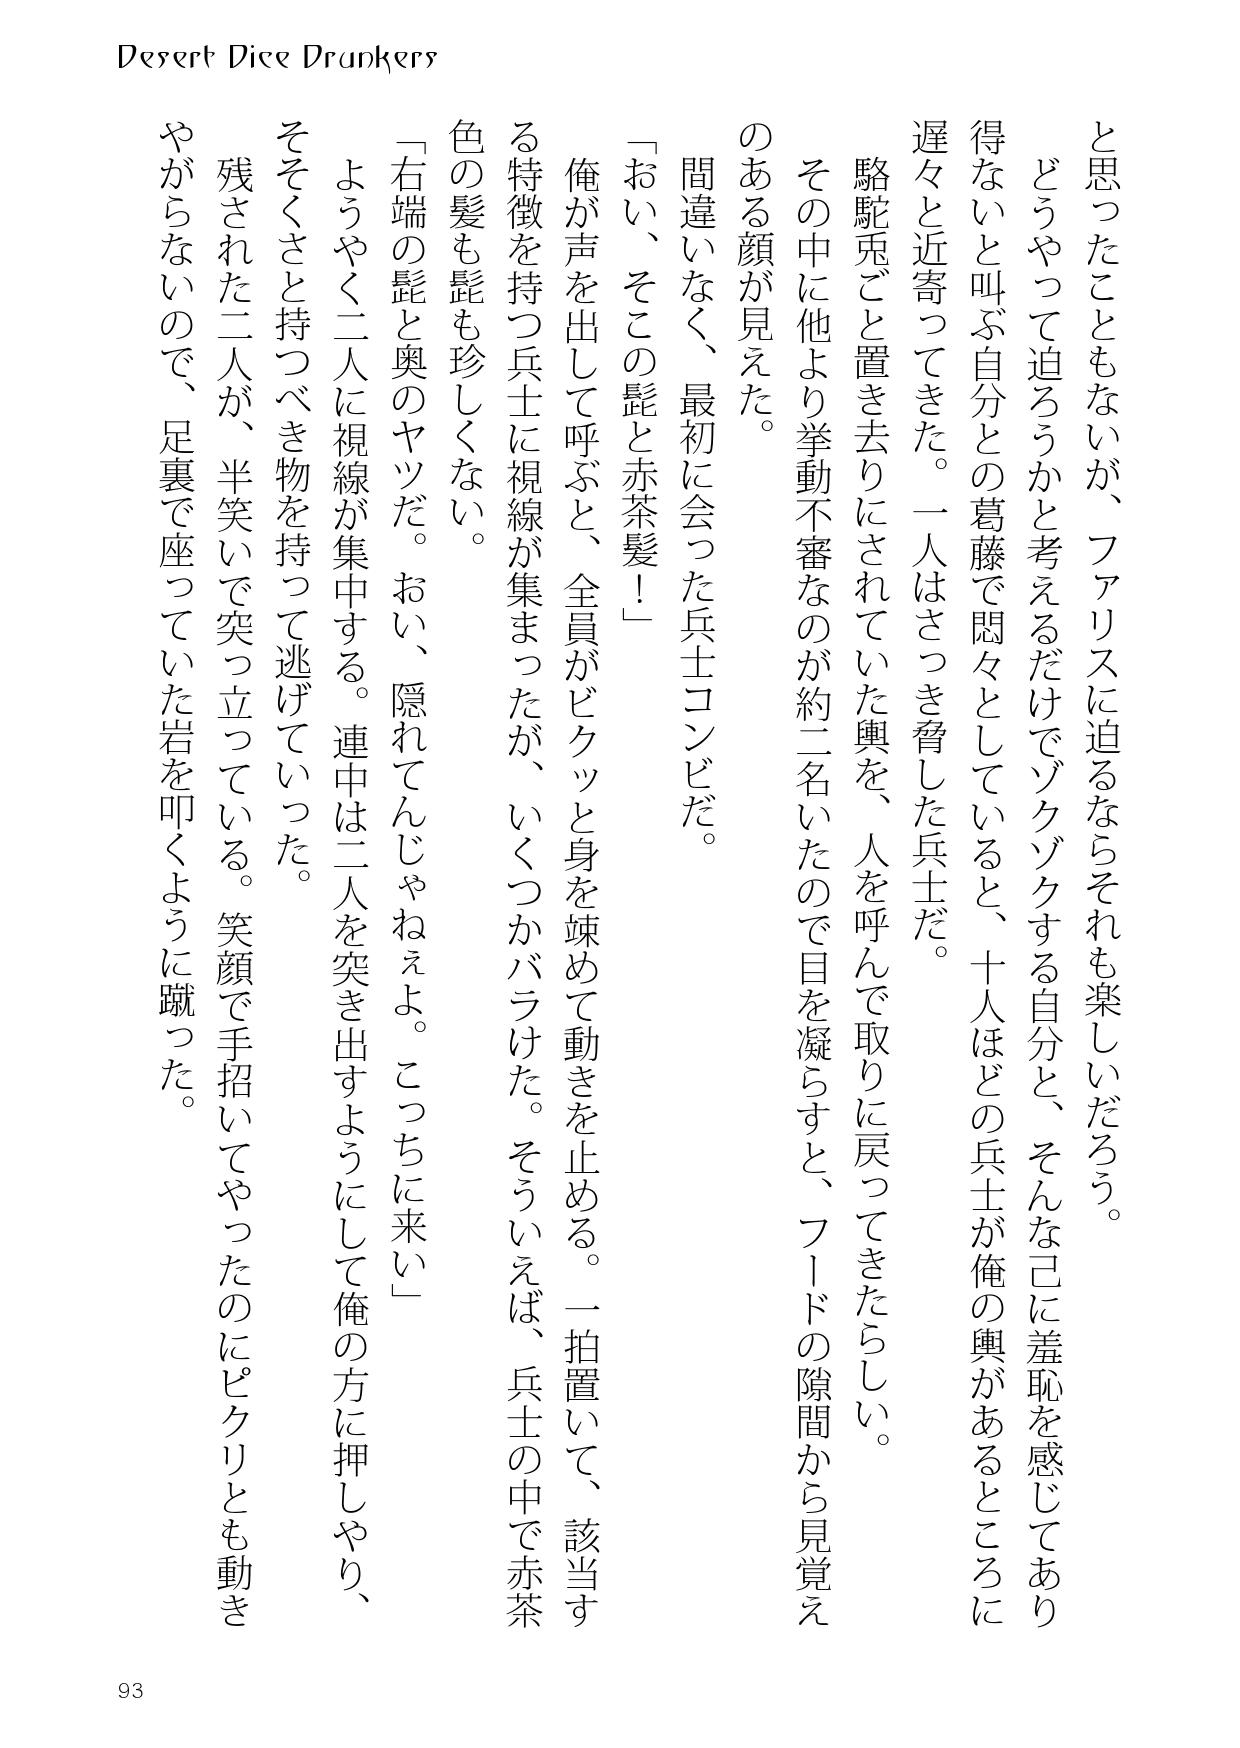 Desert Dice Drunkers
と思ったこともないが、ファリスに迫るならそれも楽しいだろう。
どうやって迫ろうかと考えるだけでゾクゾクする自分と、そんな己に羞恥を感じてあり
得ないと叫ぶ自分との葛藤で悶々としていると、十人ほどの兵士が俺の輿があるところに
遅々と近寄ってきた。一人はさっき脅した兵士だ。
駱駝兎ごと置き去りにされていた輿を、人を呼んで取りに戻ってきたらしい。
その中に他より挙動不審なのが約二名いたので目を凝らすと、フードの隙間から見覚え
のある顔が見えた。
間違いなく、最初に会った兵士コンビだ。
「おい、そこの髭と赤茶髪!」
俺が声を出して呼ぶと、全員がビクッと身を竦めて動きを止める。一拍置いて、該当す
る特徴を持つ兵士に視線が集まったが、いくつかバラけた。そういえば、兵士の中で赤茶
色の髪も髭も珍しくない。
「右端の髭と奥のヤツだ。おい、隠れてんじゃねぇよ。こっちに来い」
ようやく二人に視線が集中する。連中は二人を突き出すようにして俺の方に押しやり、
そそくさと持つべき物を持って逃げていった。
残された二人が、半笑いで突っ立っている。笑顔で手招いてやったのにピクリとも動き
やがらないので、足裏で座っていた岩を叩くように蹴った。
93